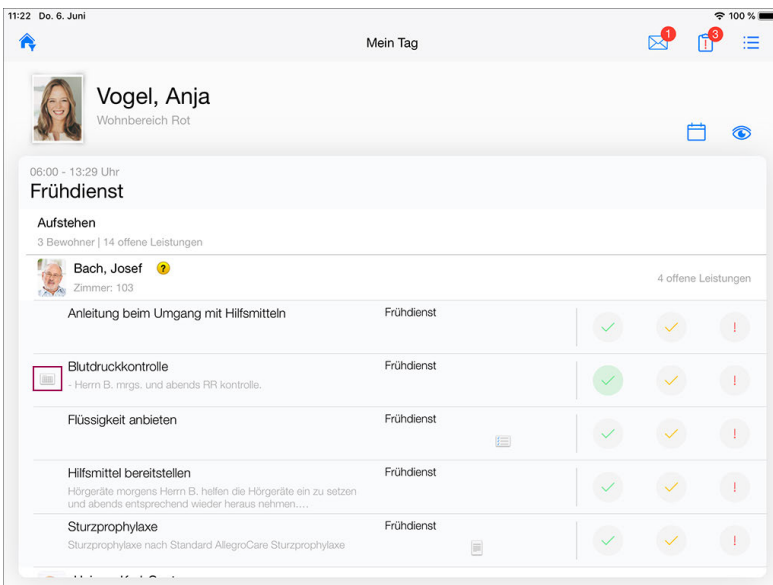 11:22 Do. 6. Juni
100 %
Mein Tag
1
3
Vogel, Anja
Wohnbereich Rot
06:00 - 13:29 Uhr
Frühdienst
Aufstehen
3 Bewohner | 14 offene Leistungen
Bach, Josef ?
Zimmer: 103
4 offene Leistungen
Anleitung beim Umgang mit Hilfsmitteln
Frühdienst
Blutdruckkontrolle
Frühdienst
- Herrn B. mrgs. und abends RR kontrolle.
Flüssigkeit anbieten
Frühdienst
Hilfsmittel bereitstellen
Frühdienst
Hörgeräte morgens Herrn B. helfen die Hörgeräte ein zu setzen
und abends entsprechend wieder heraus nehmen....
Sturzprophylaxe
Frühdienst
Sturzprophylaxe nach Standard AllegroCare Sturzprophylaxe